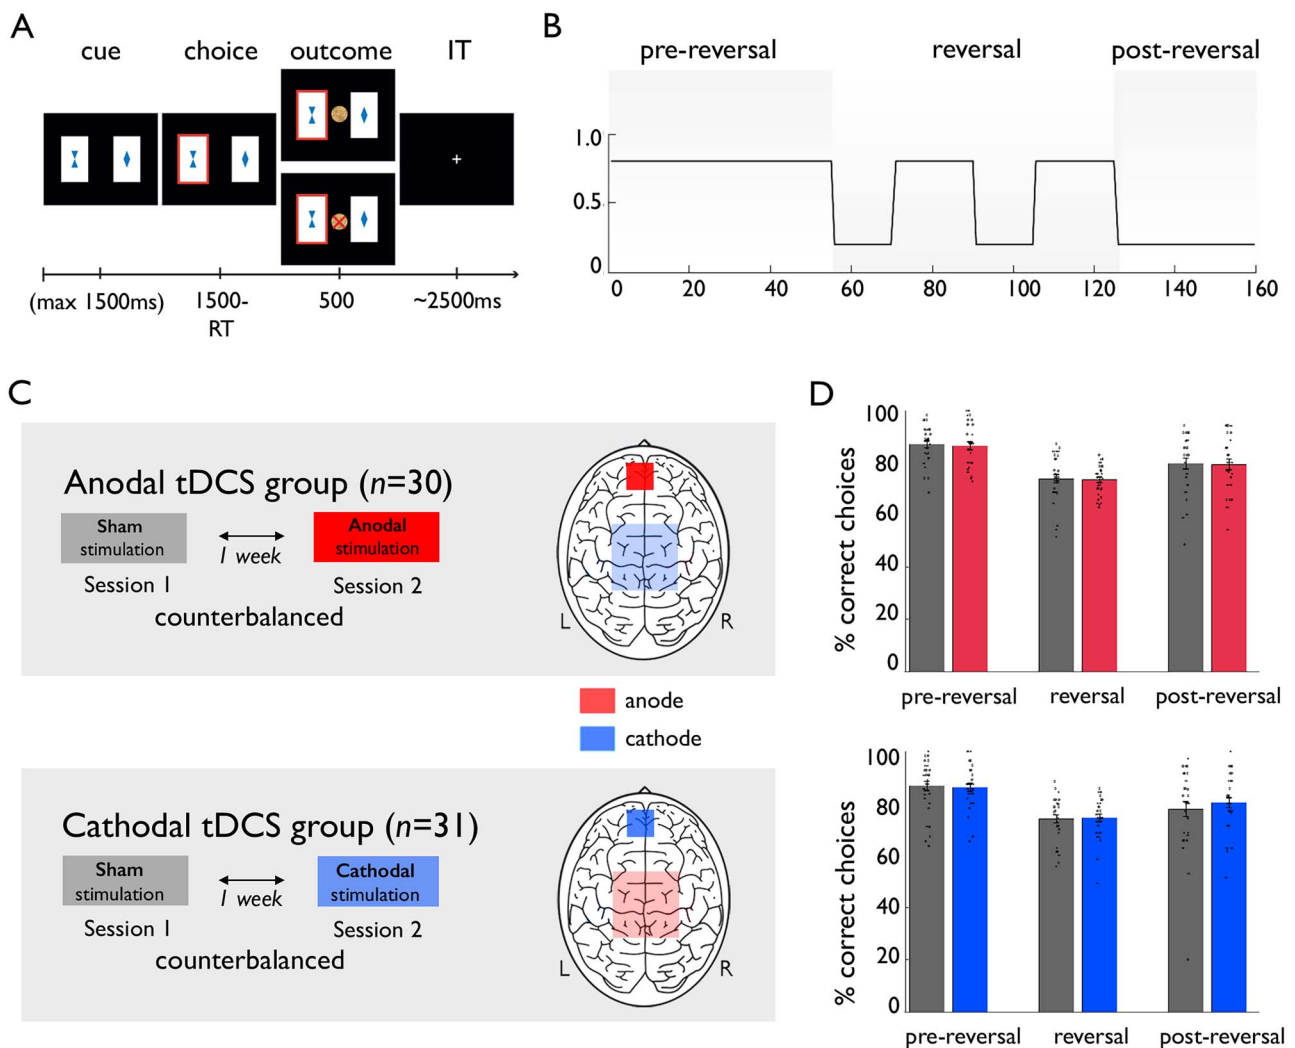 A
cue
choice
outcome
IT
(max 1500ms)
1500-
RT
500
~2500ms
B
pre-reversal
reversal
post-reversal
1.0
0.5
0
0
20
40
60
80
100
120
140
160
C
Anodal tDCS group (n=30)
Sham
stimulation
1 week
Anodal
stimulation
Session 1
Session 2
counterbalanced
L
R
anode
cathode
Cathodal tDCS group (n=31)
Sham
stimulation
1 week
Cathodal
stimulation
Session 1
Session 2
counterbalanced
L
R
D
% correct choices
100
80
60
40
20
0
pre-reversal
reversal
post-reversal
% correct choices
100
80
60
40
20
0
pre-reversal
reversal
post-reversal